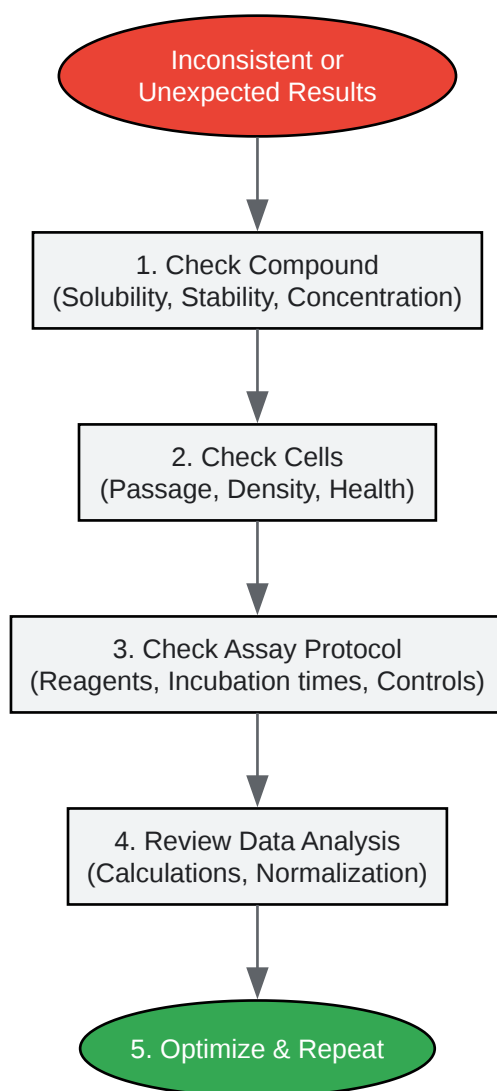 Inconsistent or
Unexpected Results
1. Check Compound
(Solubility, Stability, Concentration)
2. Check Cells
(Passage, Density, Health)
3. Check Assay Protocol
(Reagents, Incubation times, Controls)
4. Review Data Analysis
(Calculations, Normalization)
5. Optimize & Repeat